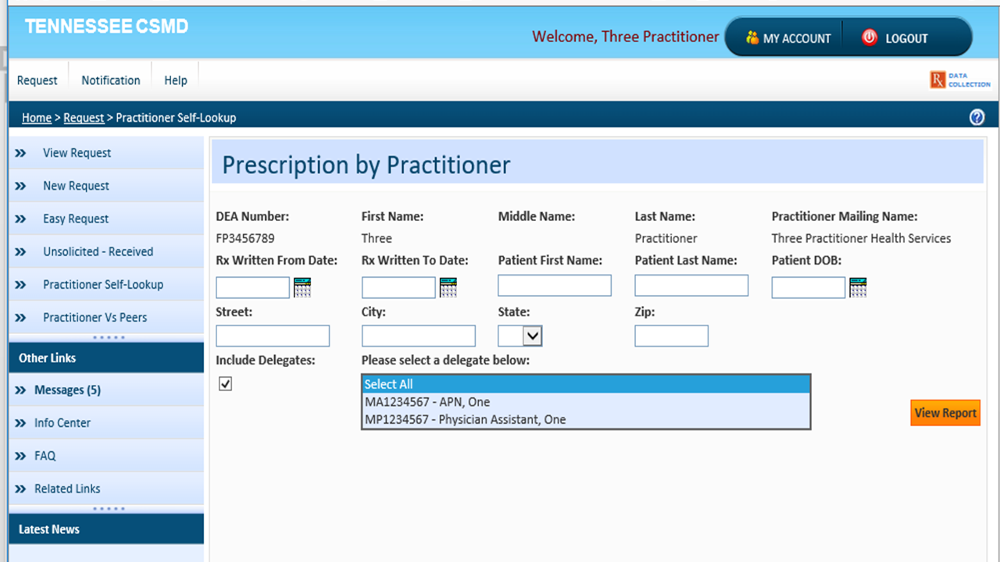 TENNESSEE CSMD
Welcome, Three Practitioner
MY ACCOUNT
LOGOUT
Request Notification Help
Rx DATA COLLECTION
Home > Request > Practitioner Self-Lookup
?
» View Request
» New Request
» Easy Request
» Unsolicited - Received
» Practitioner Self-Lookup
» Practitioner Vs Peers
Other Links
» Messages (5)
» Info Center
» FAQ
» Related Links
Latest News
Prescription by Practitioner
DEA Number: First Name: Middle Name: Last Name: Practitioner Mailing Name:
FP3456789 Three Practitioner Three Practitioner Health Services
Rx Written From Date: Rx Written To Date: Patient First Name: Patient Last Name: Patient DOB:
Street: City: State: Zip:
Include Delegates: Please select a delegate below:
Select All
MA1234567 - APN, One
MP1234567 - Physician Assistant, One
View Report